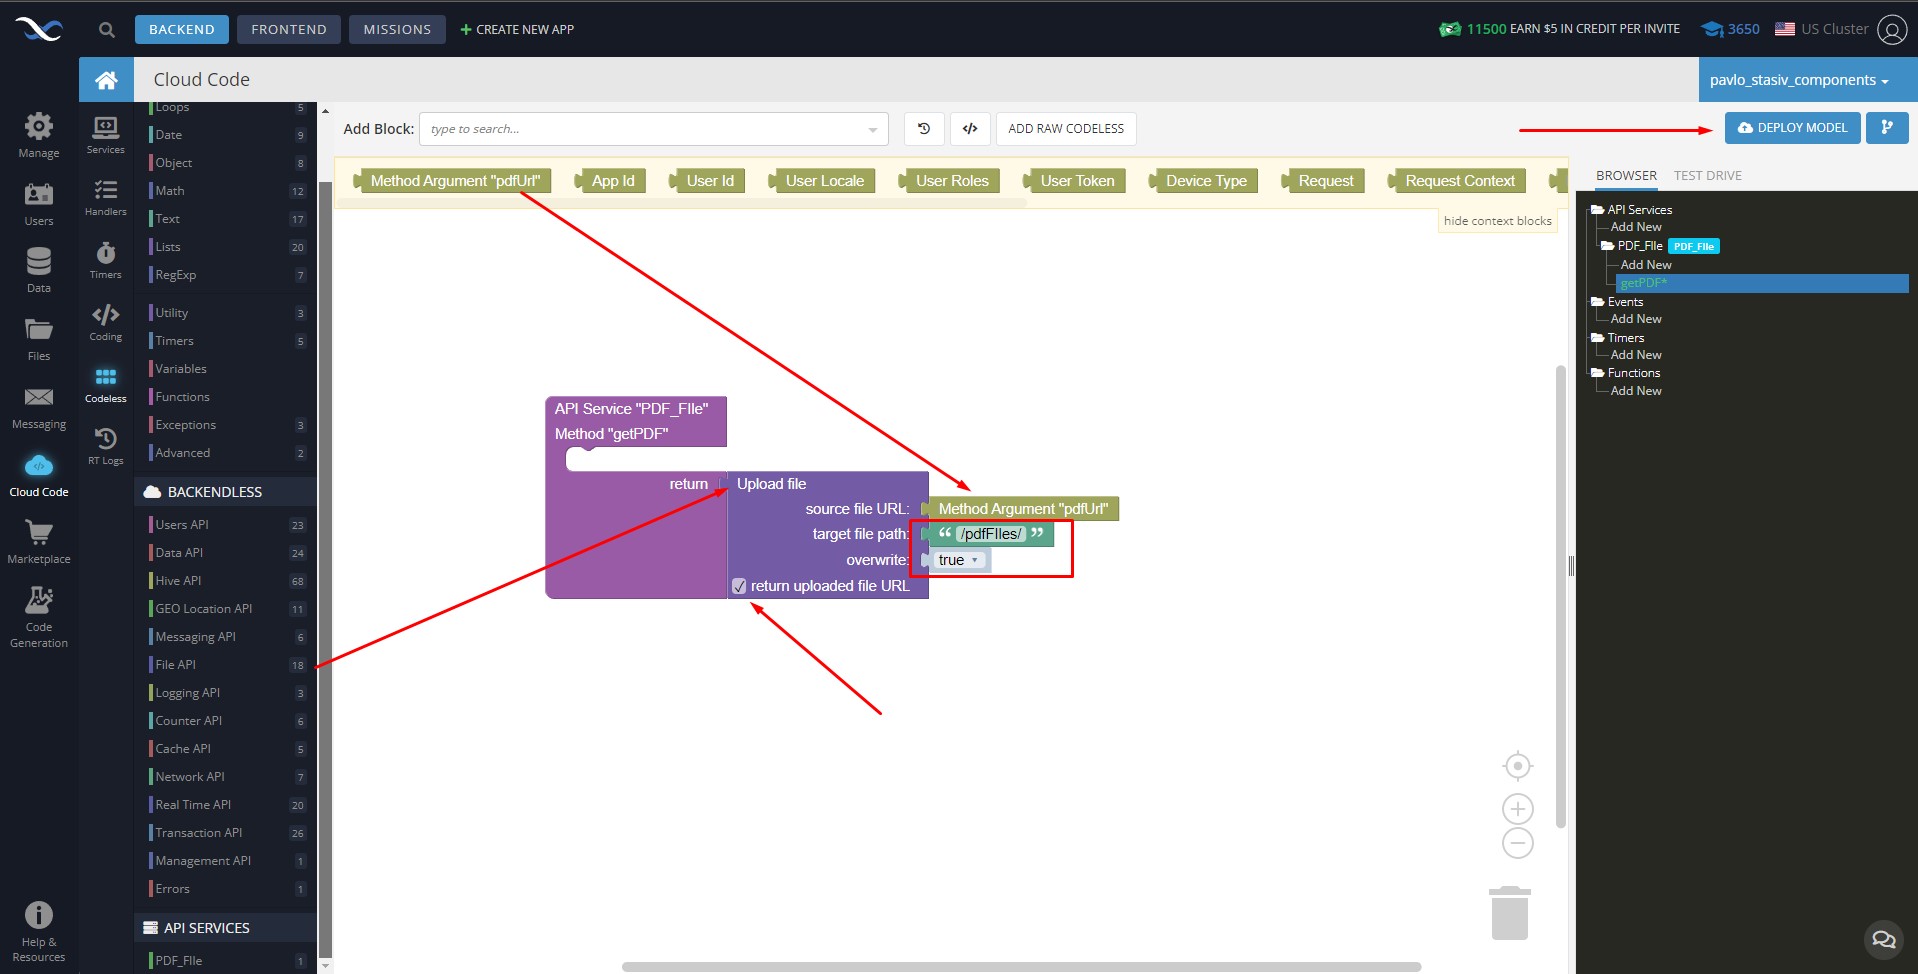 BACKEND
FRONTEND
MISSIONS
+ CREATE NEW APP
11500 EARN $5 IN CREDIT PER INVITE
3650
US Cluster
Cloud Code
pavlo_stasiv_components
Manage
Users
Data
Files
Messaging
Cloud Code
Marketplace
Code
Generation
Help &
Resources
Services
Handlers
Timers
Coding
Codeless
RT Logs
Loops 5
Date 9
Object 8
Math 12
Text 17
Lists 20
RegExp 7
Utility 3
Timers 5
Variables
Functions
Exceptions 3
Advanced 2
BACKENDLESS
Users API 23
Data API 24
Hive API 68
GEO Location API 11
Messaging API 6
File API 18
Logging API 3
Counter API 6
Cache API 5
Network API 7
Real Time API 20
Transaction API 26
Management API 1
Errors 1
API SERVICES
PDF_FIle 1
Add Block: type to search...
ADD RAW CODELESS
DEPLOY MODEL
Method Argument "pdfUrl"
App Id
User Id
User Locale
User Roles
User Token
Device Type
Request
Request Context
hide context blocks
API Service "PDF_FIle"
Method "getPDF"
return
Upload file
source file URL: Method Argument "pdfUrl"
target file path: “ /pdfFIles/ ”
overwrite: true
return uploaded file URL
BROWSER
TEST DRIVE
API Services
Add New
PDF_FIle PDF_FIle
Add New
getPDF*
Events
Add New
Timers
Add New
Functions
Add New